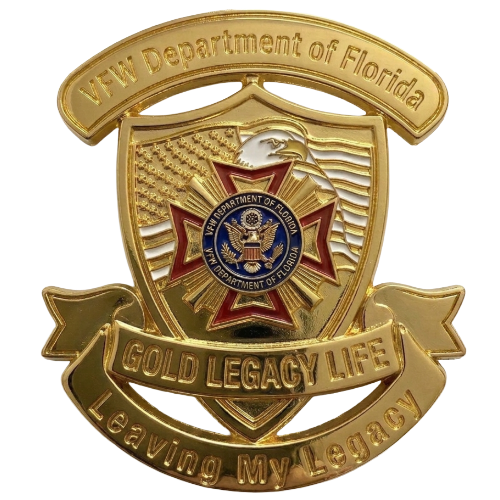 VFW Department of Florida
VFW DEPARTMENT OF FLORIDA
VFW DEPARTMENT OF FLORIDA
GOLD LEGACY LIFE
Leaving My Legacy